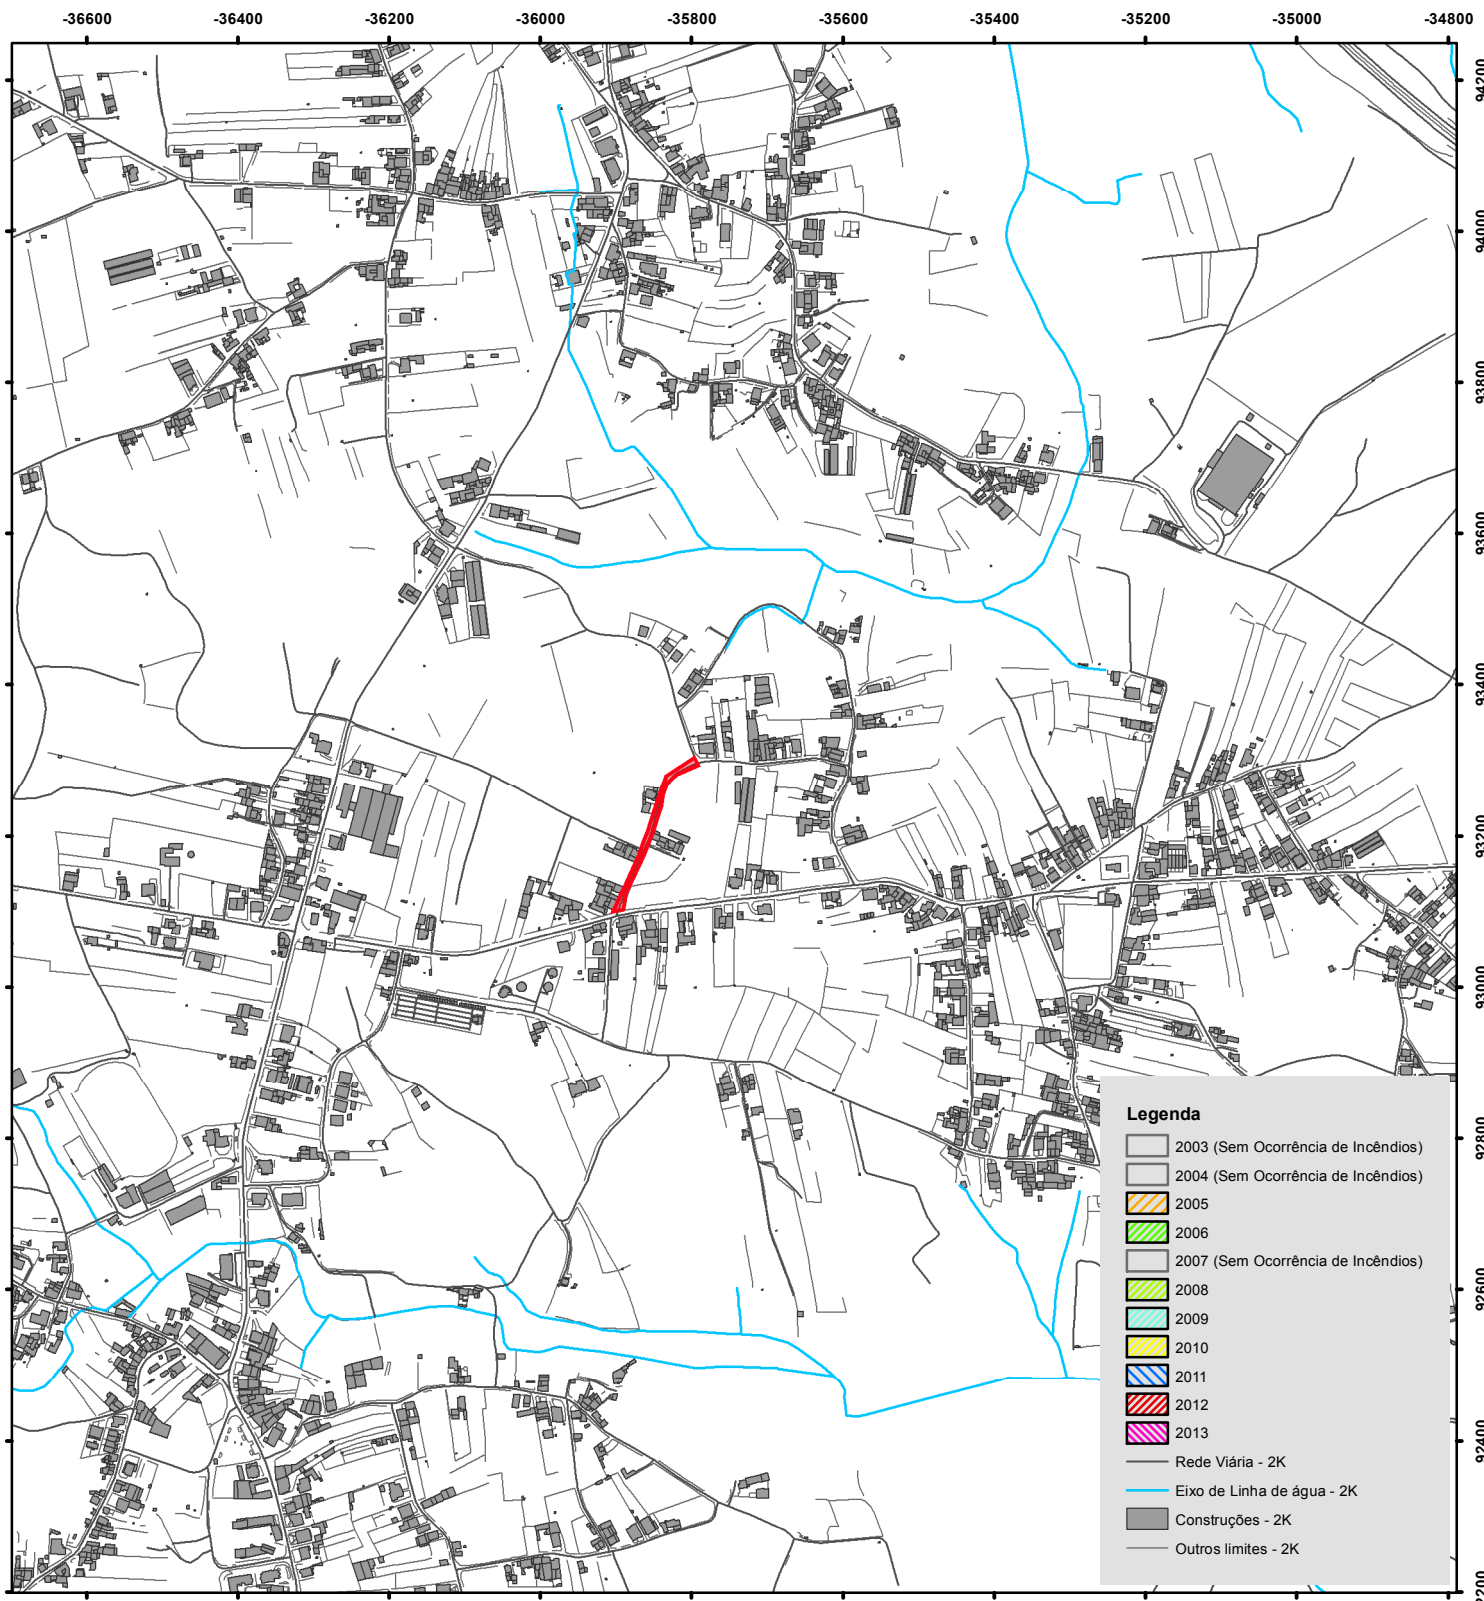 -36600 -36400 -36200 -36000 -35800 -35600 -35400 -35200 -35000 -34800
94200
94000
93800
93600
93400
93200
93000
92800
92600
92400
Legenda
2003 (Sem Ocorrência de Incêndios)
2004 (Sem Ocorrência de Incêndios)
2005
2006
2007 (Sem Ocorrência de Incêndios)
2008
2009
2010
2011
2012
2013
Rede Viária - 2K
Eixo de Linha de água - 2K
Construções - 2K
Outros limites - 2K